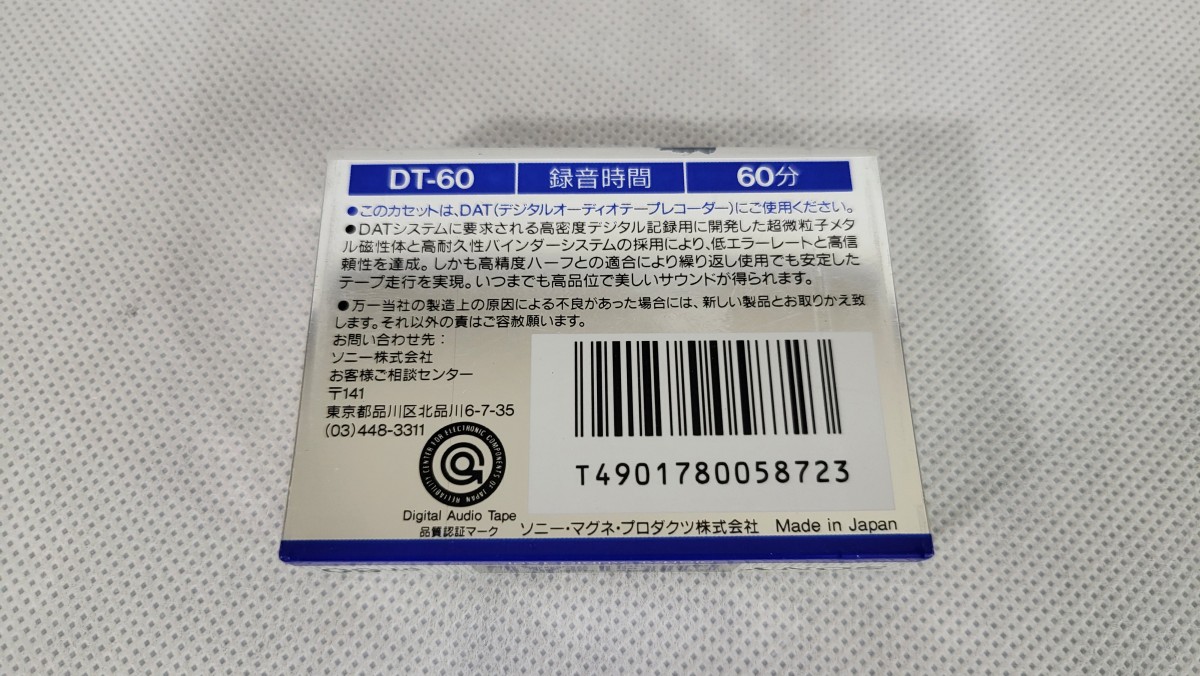 DT-60 録音時間 60分
●このカセットは、DAT(デジタルオーディオテープレコーダー)にご使用ください。
●DATシステムに要求される高密度デジタル記録用に開発した超微粒子メタ
ル磁性体と高耐久性バインダーシステムの採用により、低エラーレートと高信
頼性を達成。しかも高精度ハーフとの適合により繰り返し使用でも安定した
テープ走行を実現。いつまでも高品位で美しいサウンドが得られます。
●万一当社の製造上の原因による不良があった場合には、新しい製品とお取りかえ致
します。それ以外の責はご容赦願います。
お問い合わせ先：
ソニー株式会社
お客様ご相談センター
〒141
東京都品川区北品川6-7-35
(03)448-3311
CENTER FOR ELECTRONIC COMPONENTS OF JAPAN RELIABILITY
Digital Audio Tape
品質認証マーク
T4901780058723
ソニー・マグネ・プロダクツ株式会社 Made in Japan